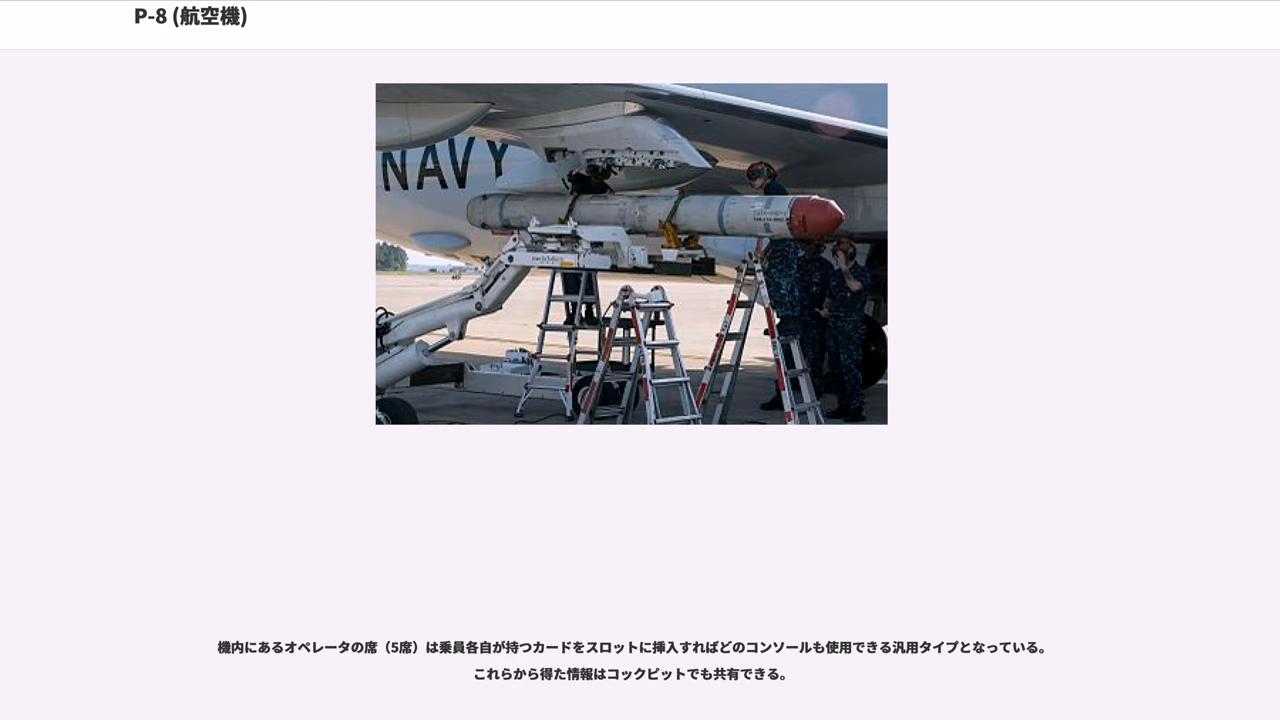 P-8 (航空機)
NAVY
機内にあるオペレータの席（5席）は乗員各自が持つカードをスロットに挿入すればどのコンソールも使用できる汎用タイプとなっている。
これらから得た情報はコックピットでも共有できる。